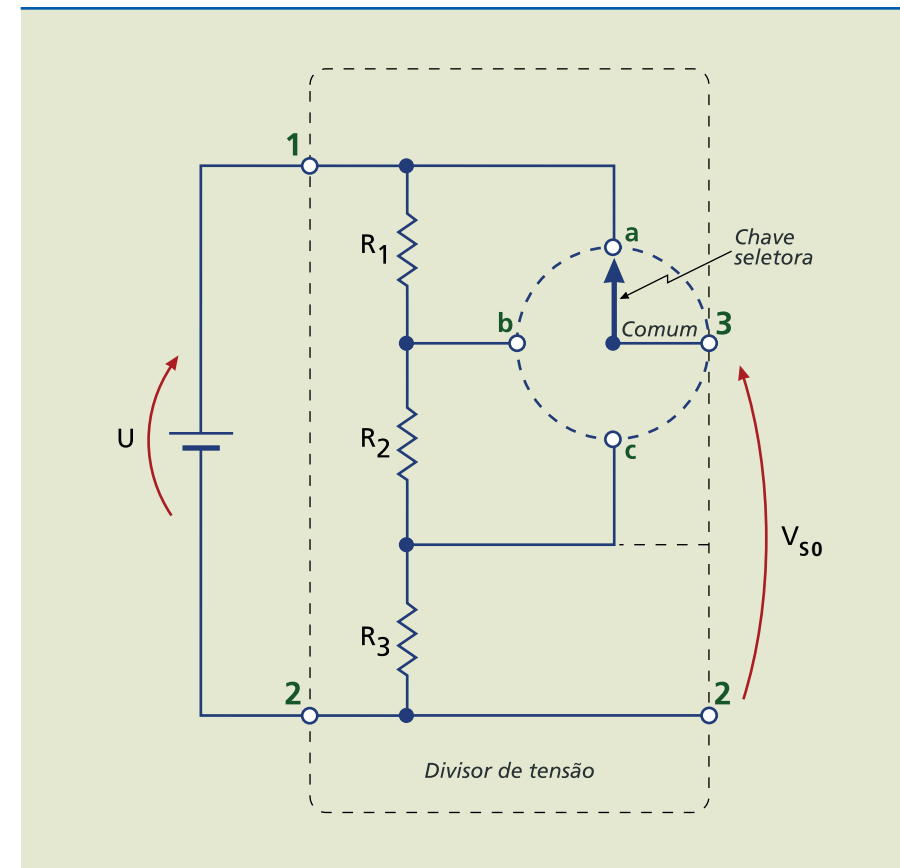 1
R1
a
Chave
seletora
b
Comum
3
U
R2
c
VS0
R3
2
2
Divisor de tensão